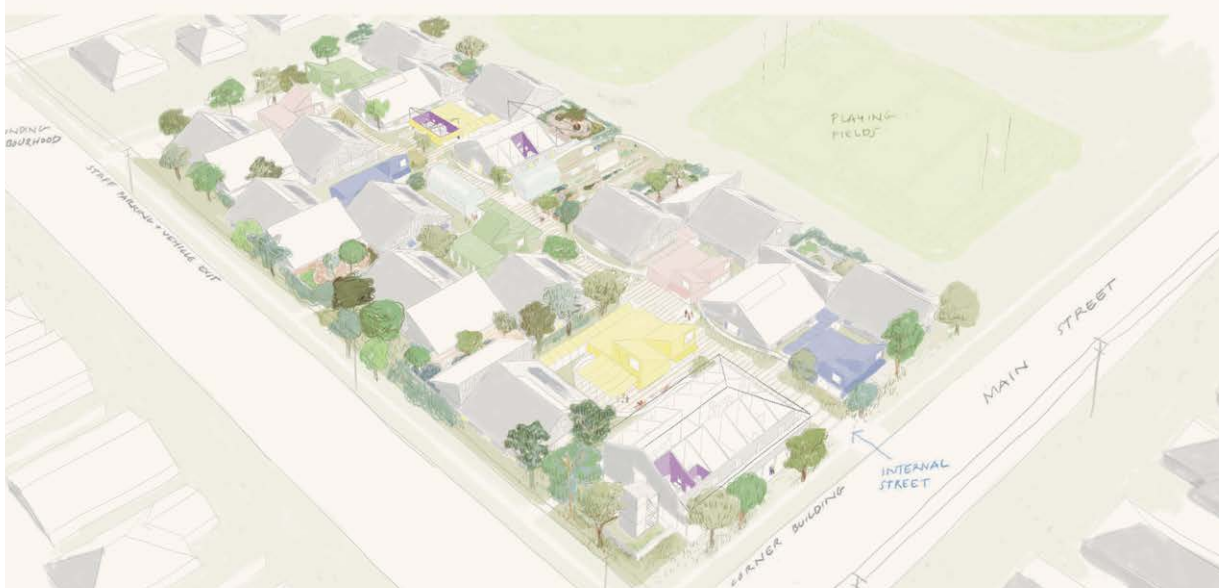 PLAYING
FIELDS
STAFF PARKING + VEHICLE EXIT
MAIN STREET
INTERNAL
STREET
CORNER BUILDING